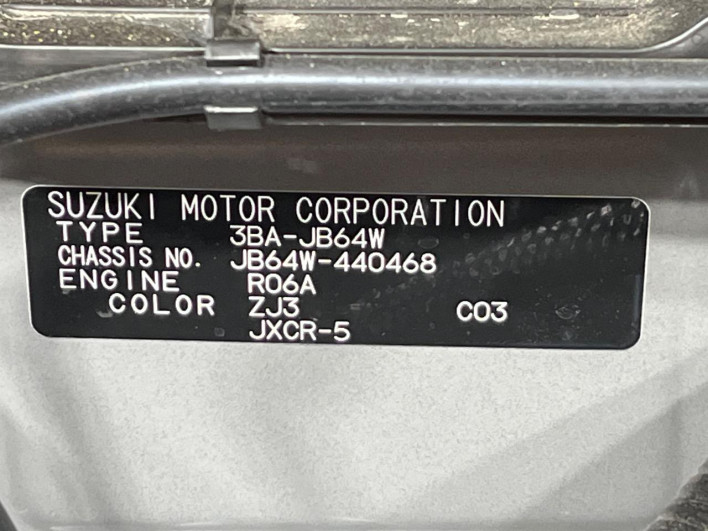 SUZUKI MOTOR CORPORATION
TYPE 3BA-JB64W
CHASSIS NO. JB64W-440468
ENGINE R06A
COLOR ZJ3 C03
JXCR-5